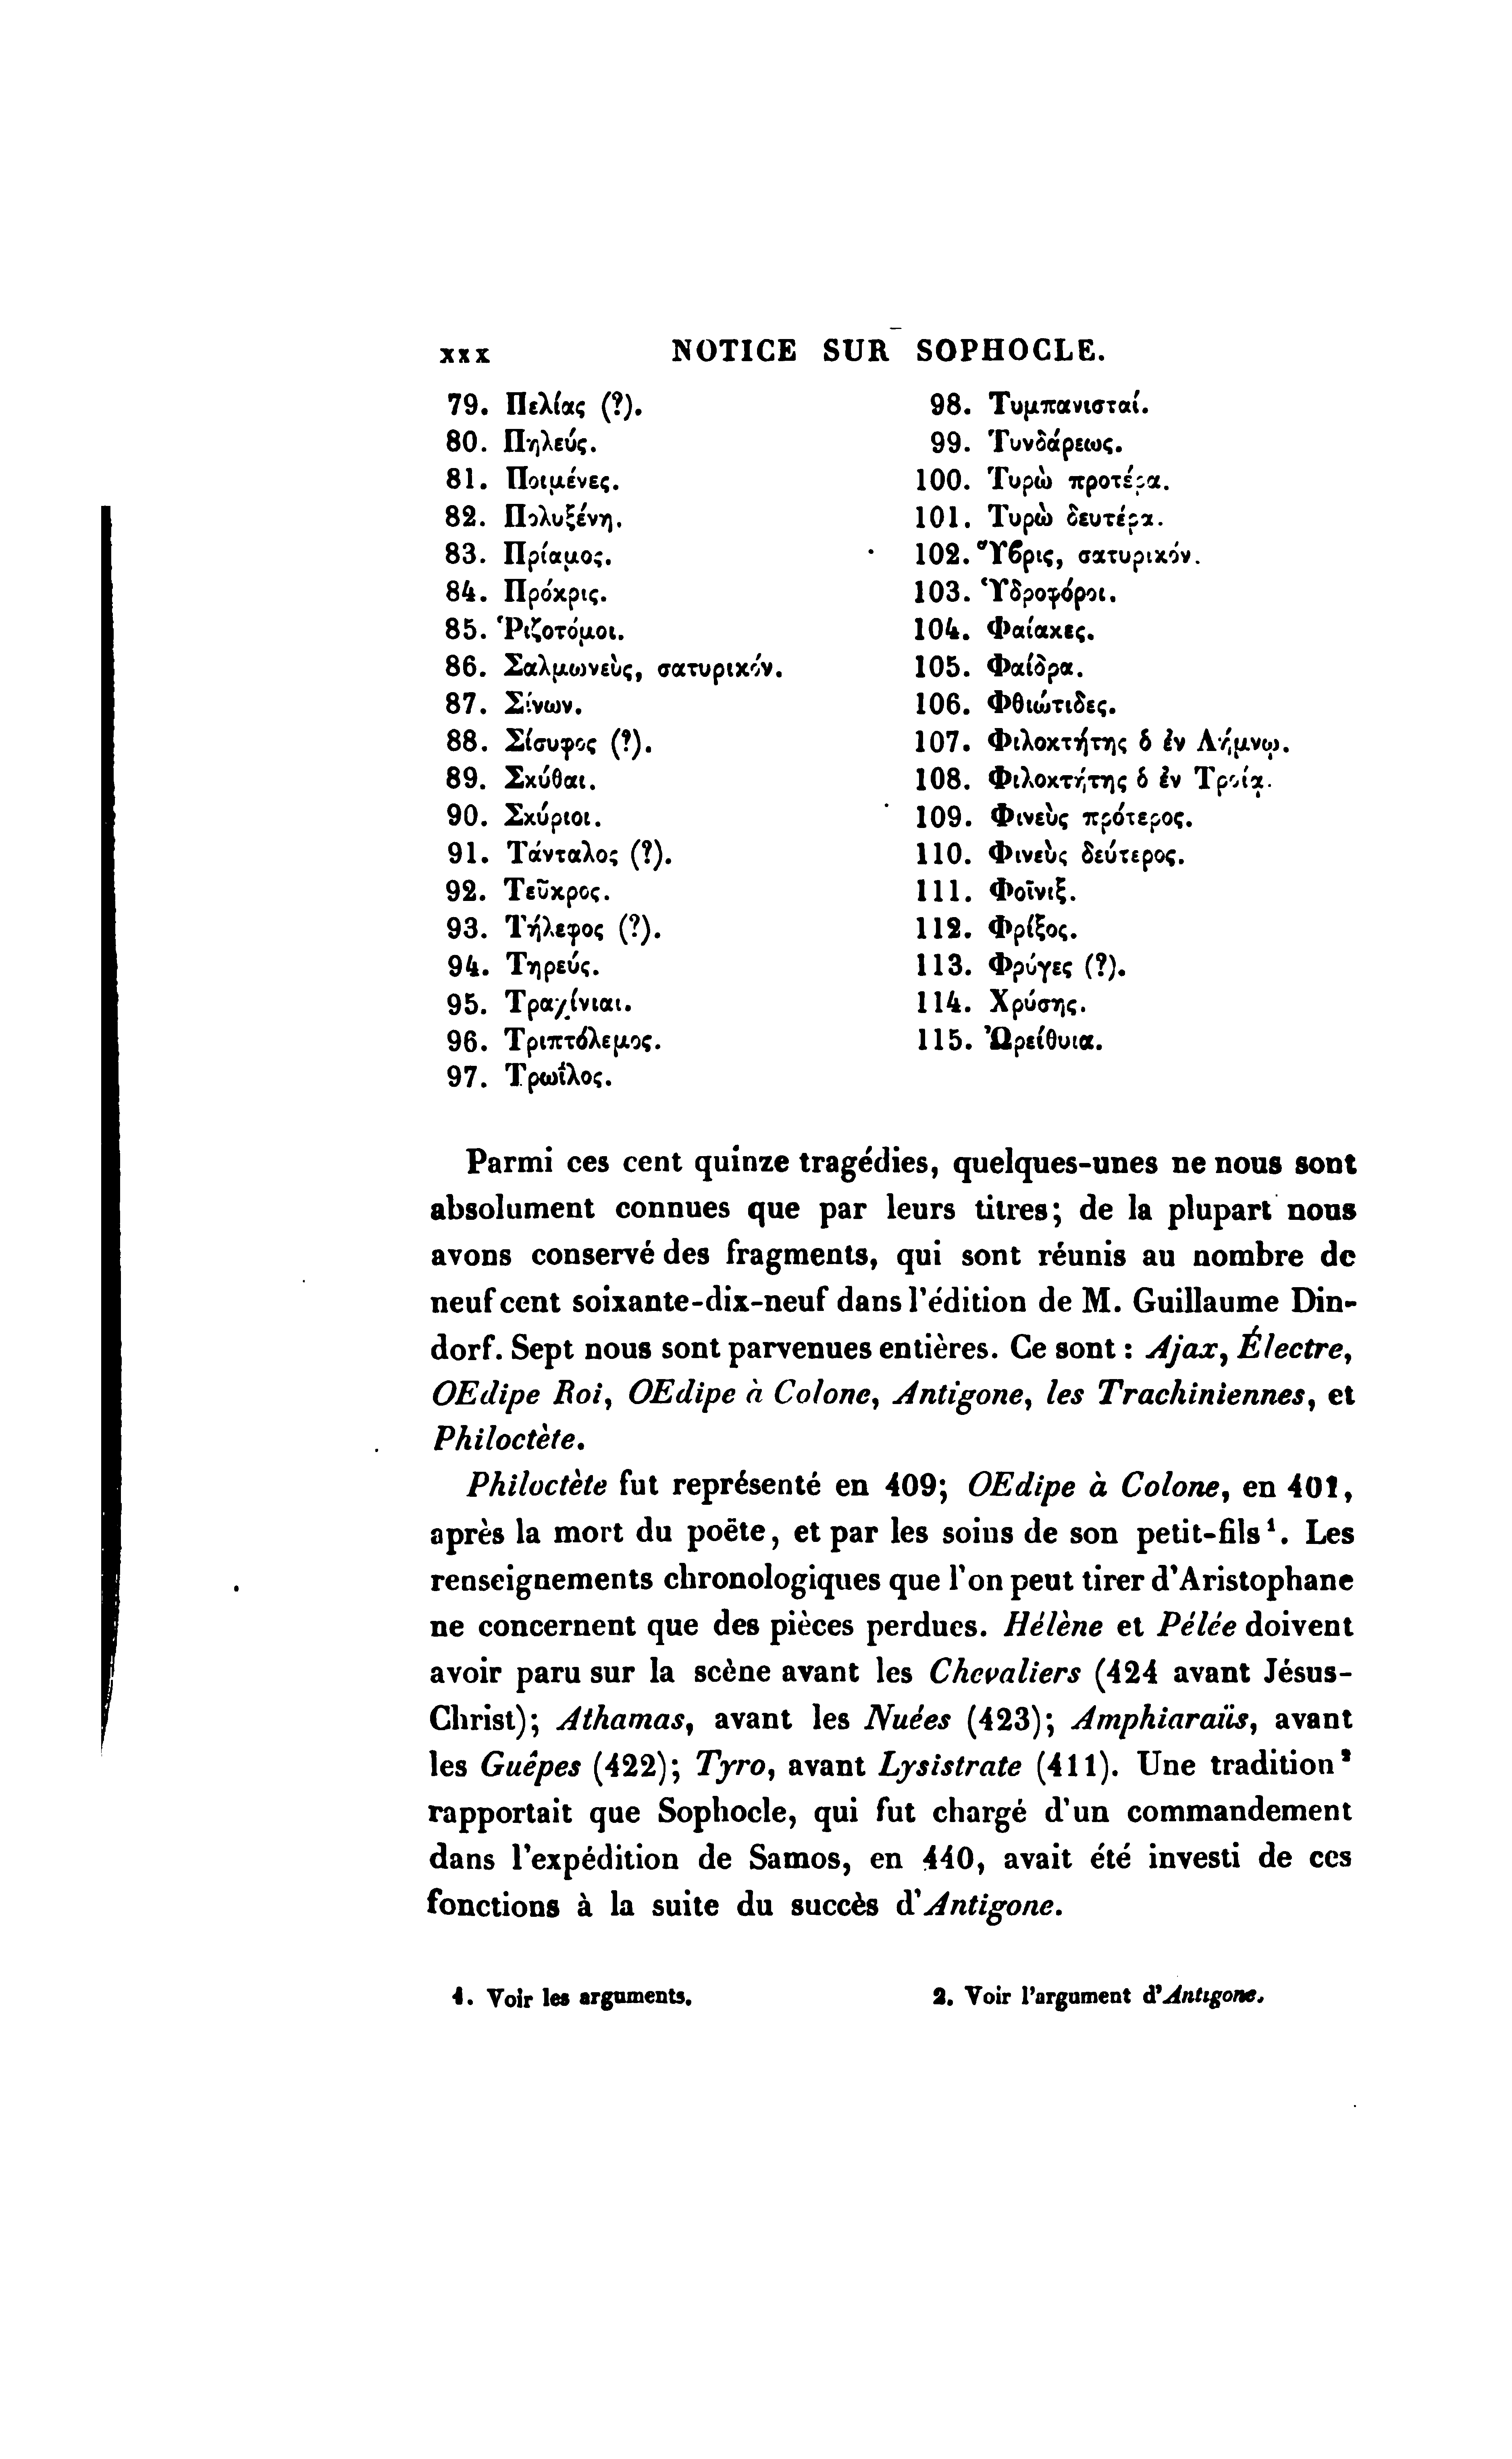 xxx NOTICE SUR SOPHOCLE.
79. Πελίας (?).
80. Πηλεύς.
81. Ποιμένες.
82. Πολυξένη.
83. Πρίαμος.
84. Πρόκρις.
85. Ῥιζοτόμοι.
86. Σαλμωνεὺς, σατυρικόν.
87. Σίνων.
88. Σίσυφος (?).
89. Σκύθαι.
90. Σκύριοι.
91. Τάνταλος (?).
92. Τεῦκρος.
93. Τήλεφος (?).
94. Τηρεύς.
95. Τραχίνιαι.
96. Τριπτόλεμος.
97. Τρωΐλος.
98. Τυμπανισταί.
99. Τυνδάρεως.
100. Τυρὼ προτέρα.
101. Τυρὼ δευτέρα.
102. Ὕϐρις, σατυρικόν.
103. Ὑδροφόροι.
104. Φαίακες.
105. Φαίδρα.
106. Φθιώτιδες.
107. Φιλοκτήτης ὁ ἐν Λήμνῳ.
108. Φιλοκτήτης ὁ ἐν Τροίᾳ.
109. Φινεὺς πρότερος.
110. Φινεὺς δεύτερος.
111. Φοῖνιξ.
112. Φρίξος.
113. Φρύγες (?).
114. Χρύσης.
115. Ὠρείθυια.
Parmi ces cent quinze tragédies, quelques-unes ne nous sont
absolument connues que par leurs titres; de la plupart nous
avons conservé des fragments, qui sont réunis au nombre de
neuf cent soixante-dix-neuf dans l'édition de M. Guillaume Din-
dorf. Sept nous sont parvenues entières. Ce sont : Ajax, Électre,
OEdipe Roi, OEdipe à Colone, Antigone, les Trachiniennes, et
Philoctète.
Philoctète fut représenté en 409; OEdipe à Colone, en 401,
après la mort du poëte, et par les soins de son petit-fils¹. Les
renseignements chronologiques que l'on peut tirer d'Aristophane
ne concernent que des pièces perdues. Hélène et Pélée doivent
avoir paru sur la scène avant les Chevaliers (424 avant Jésus-
Christ); Athamas, avant les Nuées (423); Amphiaraüs, avant
les Guêpes (422); Tyro, avant Lysistrate (411). Une tradition²
rapportait que Sophocle, qui fut chargé d'un commandement
dans l'expédition de Samos, en 440, avait été investi de ces
fonctions à la suite du succès d'Antigone.
1. Voir les arguments.
2. Voir l'argument d'Antigone.